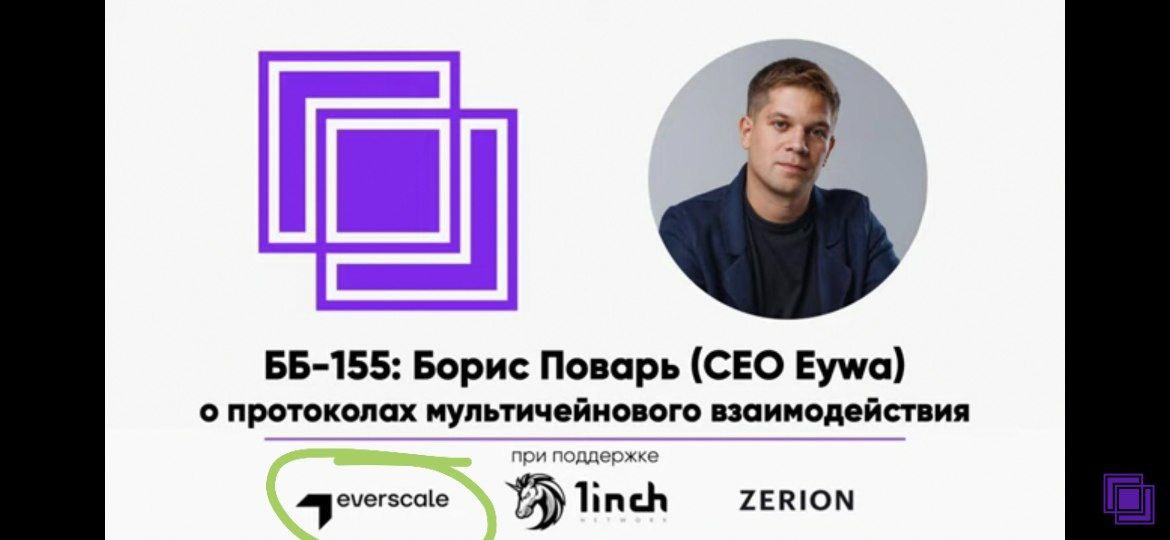 ББ-155: Борис Поварь (CEO Eywa)
о протоколах мультичейнового взаимодействия
при поддержке
everscale
1inch
NETWORK
ZERION